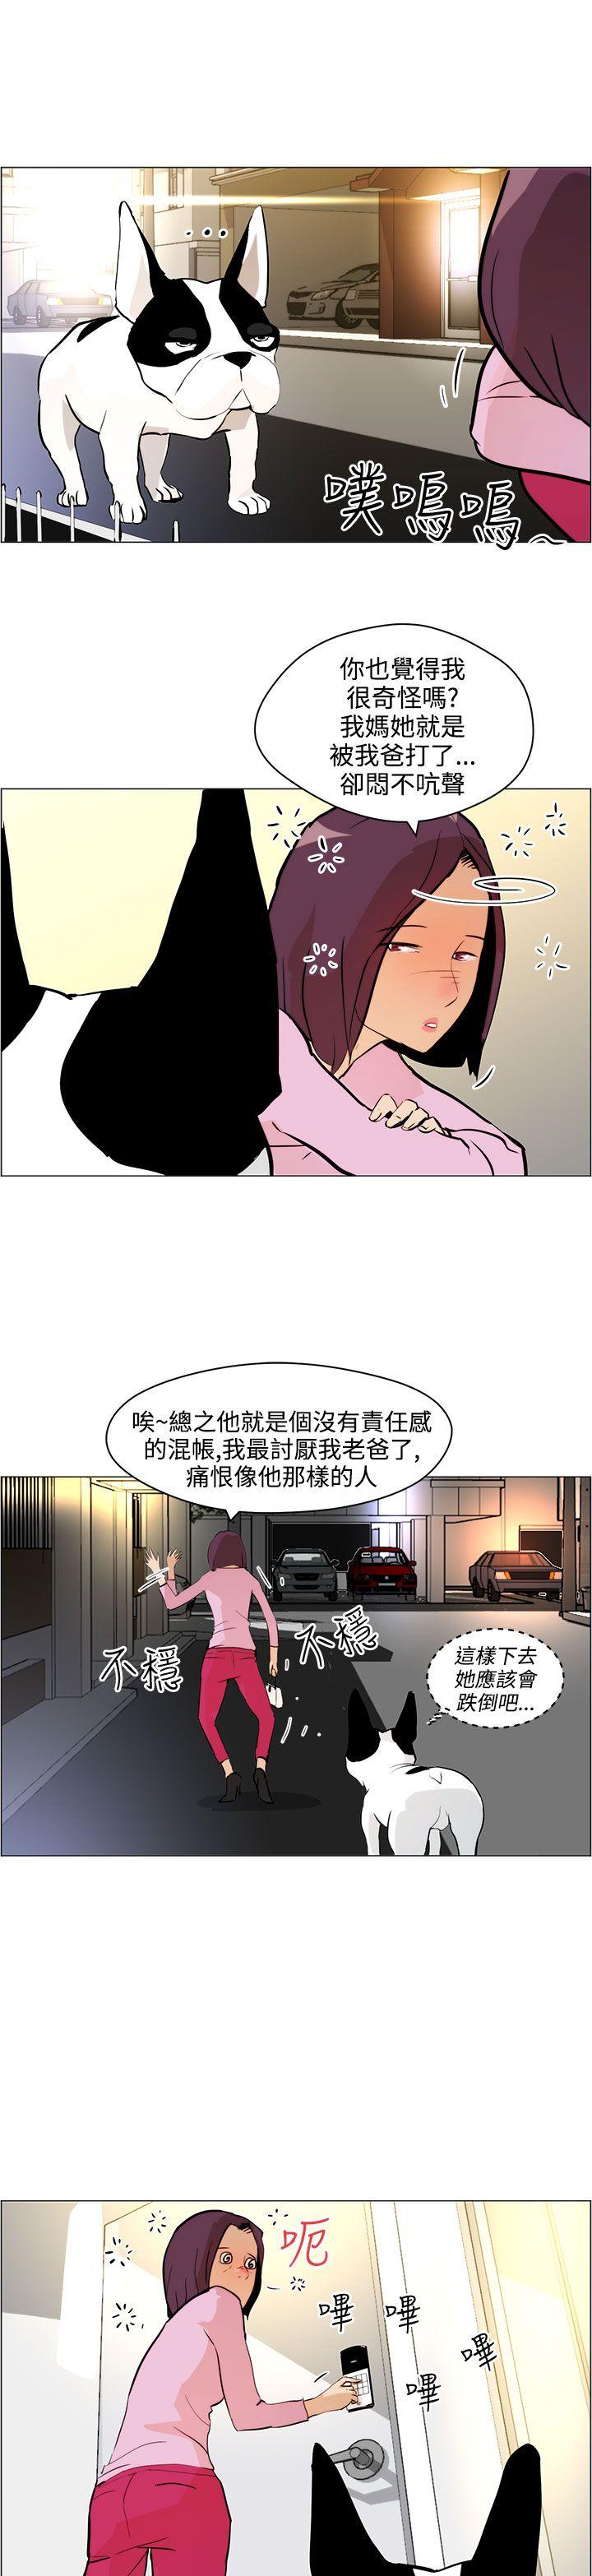 ...
噗嗚嗚~
你也覺得我
很奇怪嗎?
我媽她就是
被我爸打了...
卻悶不吭聲
唉~總之他就是個沒有責任感
的混帳,我最討厭我老爸了,
痛恨像他那樣的人
不穩
不穩
這樣下去
她應該會
跌倒吧...
呃
嗶
嗶
嗶
嗶